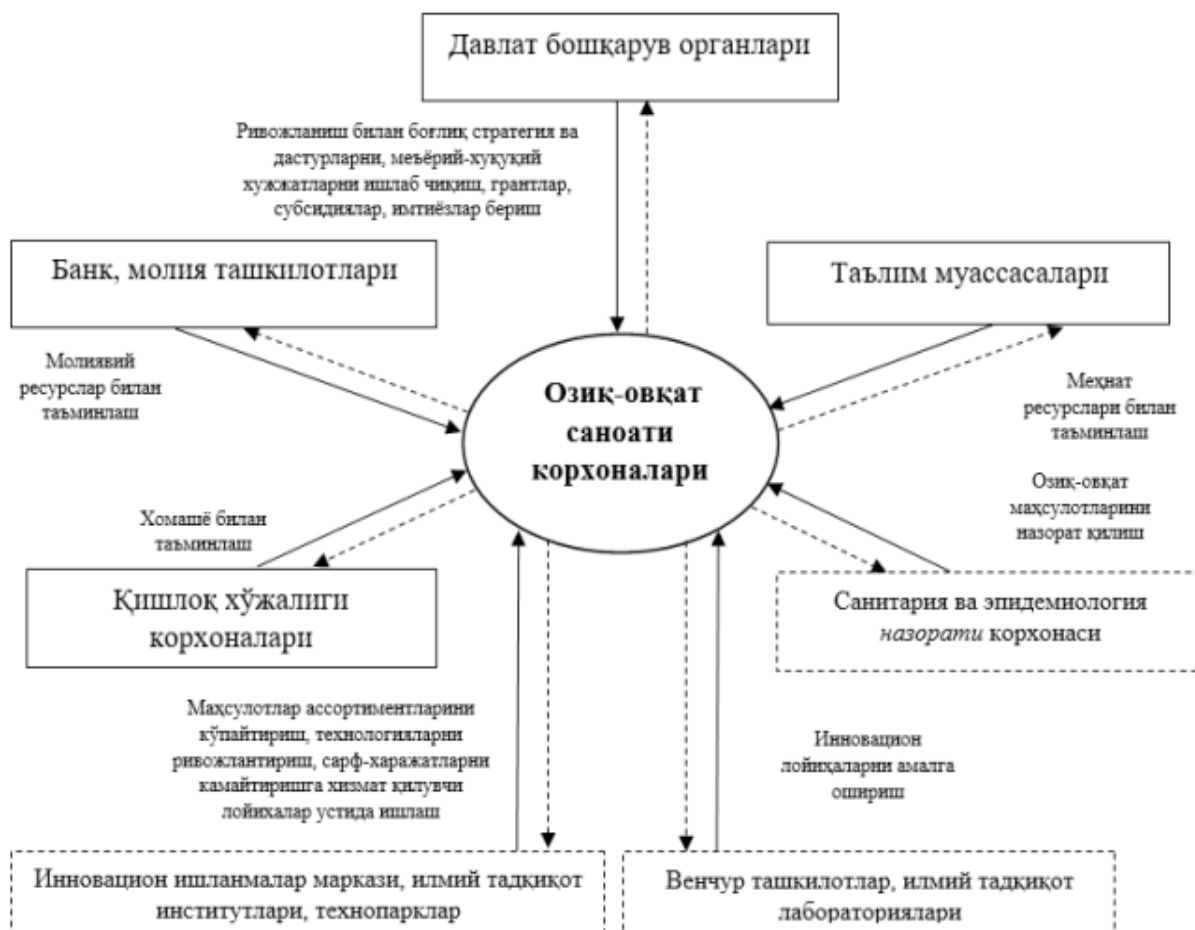 Давлат бошқарув органлари
Ривожланиш билан боғлиқ стратегия ва
дастурларни, меъёрий-хуқуқий
хужжатларни ишлаб чиқиш, грантлар,
субсидиялар, имтиёзлар бериш
Банк, молия ташкилотлари
Таълим муассасалари
Молиявий
ресурслар билан
таъминлаш
Озиқ-овқат
саноати
корхоналари
Меҳнат
ресурслари билан
таъминлаш
Хомашё билан
таъминлаш
Озиқ-овқат
маҳсулотларини
назорат қилиш
Қишлоқ хўжалиги
корхоналари
Санитария ва эпидемиология
назорати корхонаси
Маҳсулотлар ассортиментларини
кўпайтириш, технологияларни
ривожлантириш, сарф-харажатларни
камайтиришга хизмат қилувчи
лойихалар устида ишлаш
Инновацион
лойиҳаларни амалга
ошириш
Инновацион ишланмалар маркази, илмий тадқиқот
институтлари, технопарклар
Венчур ташкилотлар, илмий тадқиқот
лабораториялари